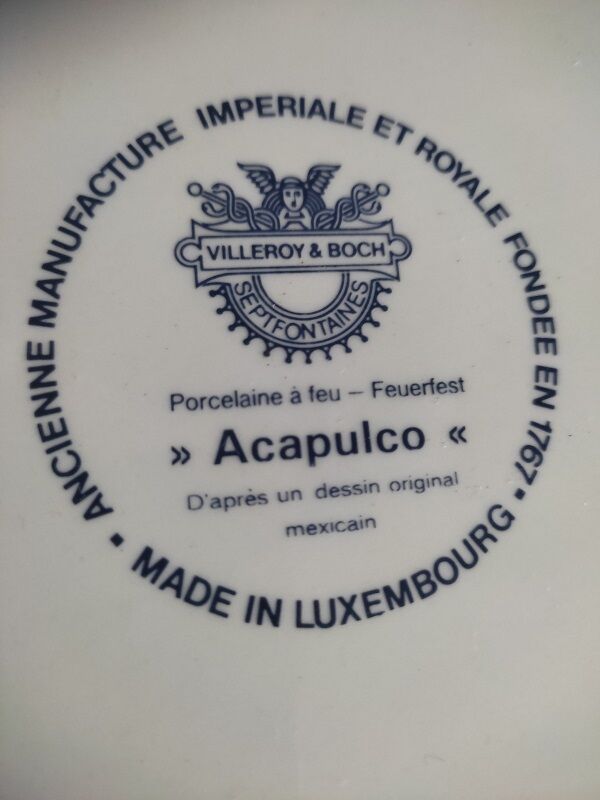 ANCIENNE MANUFACTURE IMPERIALE ET ROYALE FONDEE EN 1767 •
VILLEROY & BOCH
SEPTFONTAINES
Porcelaine à feu – Feuerfest
» Acapulco «
D'après un dessin original
mexicain
MADE IN LUXEMBOURG •